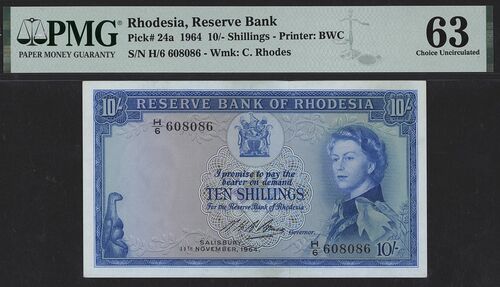 PMG
PAPER MONEY GUARANTY
Rhodesia, Reserve Bank
Pick# 24a 1964 10/- Shillings - Printer: BWC
S/N H/6 608086 - Wmk: C. Rhodes
63
Choice Uncirculated
10/-
RESERVE BANK OF RHODESIA
10/-
H/6 608086
I promise to pay the
bearer on demand
TEN SHILLINGS
For the Reserve Bank of Rhodesia
Governor.
SALISBURY
NOVEMBER, 1964.
H/6 608086
10/-